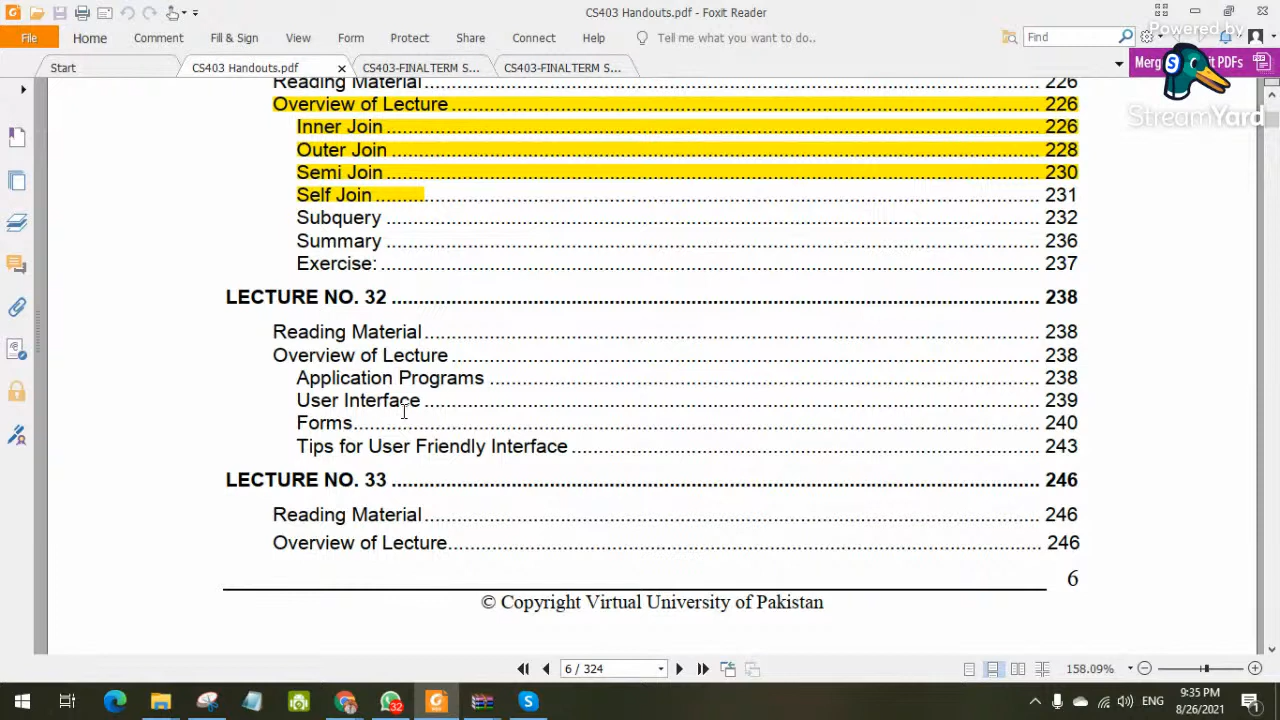 CS403 Handouts.pdf - Foxit Reader
Powered by
File Home Comment Fill & Sign View Form Protect Share Connect Help Tell me what you want to do.. Find
Start CS403 Handouts.pdf CS403-FINALTERM S... CS403-FINALTERM S... Merg t PDFs
StreamYard
Reading Material 226
Overview of Lecture 226
Inner Join 226
Outer Join 228
Semi Join 230
Self Join 231
Subquery 232
Summary 236
Exercise: 237
LECTURE NO. 32 238
Reading Material 238
Overview of Lecture 238
Application Programs 238
User Interface 239
Forms 240
Tips for User Friendly Interface 243
LECTURE NO. 33 246
Reading Material 246
Overview of Lecture 246
6
© Copyright Virtual University of Pakistan
6 / 324 158.09%
32 ENG 9:35 PM
8/26/2021 1